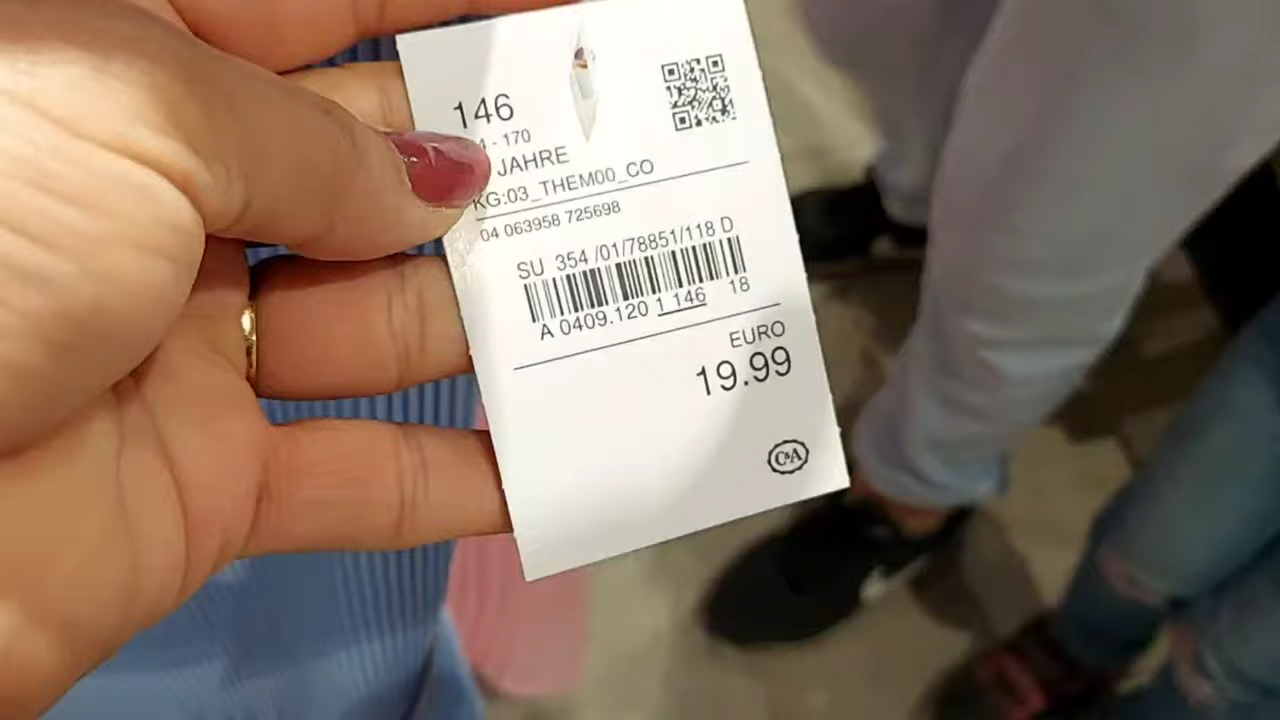 146
4 - 170
JAHRE
KG:03_THEM00_CO
04 063958 725698
SU 354 /01/78851/118 D
A 0409.120 1 146 18
EURO
19.99
C&A